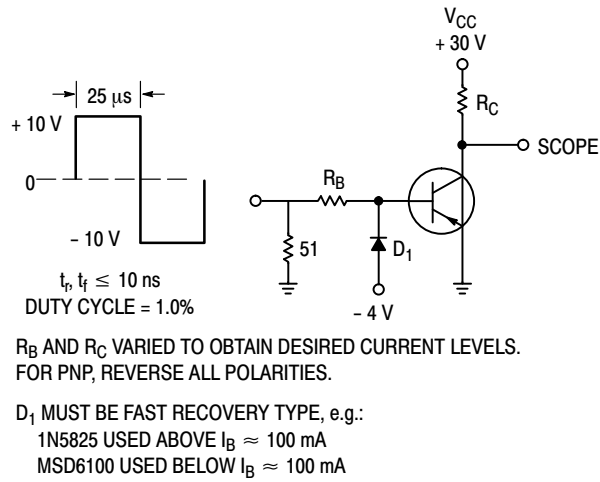 V_CC
+ 30 V
25 μs
R_C
+ 10 V
SCOPE
R_B
0
51
D_1
– 10 V
– 4 V
t_r, t_f ≤ 10 ns
DUTY CYCLE = 1.0%
R_B AND R_C VARIED TO OBTAIN DESIRED CURRENT LEVELS.
FOR PNP, REVERSE ALL POLARITIES.
D_1 MUST BE FAST RECOVERY TYPE, e.g.:
1N5825 USED ABOVE I_B ≈ 100 mA
MSD6100 USED BELOW I_B ≈ 100 mA